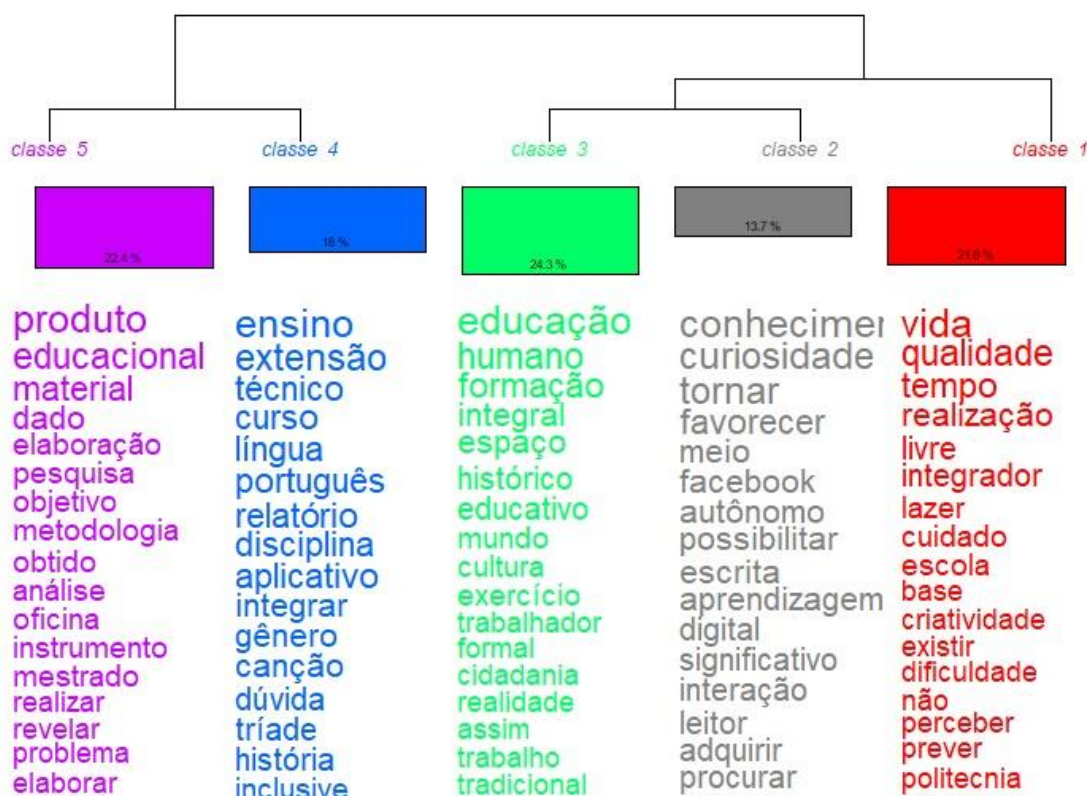 classe 5
classe 4
classe 3
classe 2
classe 1
22.4 %
18 %
24.3 %
13.7 %
21.6 %
produto
educacional
material
dado
elaboração
pesquisa
objetivo
metodologia
obtido
análise
oficina
instrumento
mestrado
realizar
revelar
problema
elaborar
ensino
extensão
técnico
curso
língua
português
relatório
disciplina
aplicativo
integrar
gênero
canção
dúvida
tríade
história
inclusive
educação
humano
formação
integral
espaço
histórico
educativo
mundo
cultura
exercício
trabalhador
formal
cidadania
realidade
assim
trabalho
tradicional
conhecimen
curiosidade
tornar
favorecer
meio
facebook
autônomo
possibilitar
escrita
aprendizagem
digital
significativo
interação
leitor
adquirir
procurar
vida
qualidade
tempo
realização
livre
integrador
lazer
cuidado
escola
base
criatividade
existir
dificuldade
não
perceber
prever
politecnia